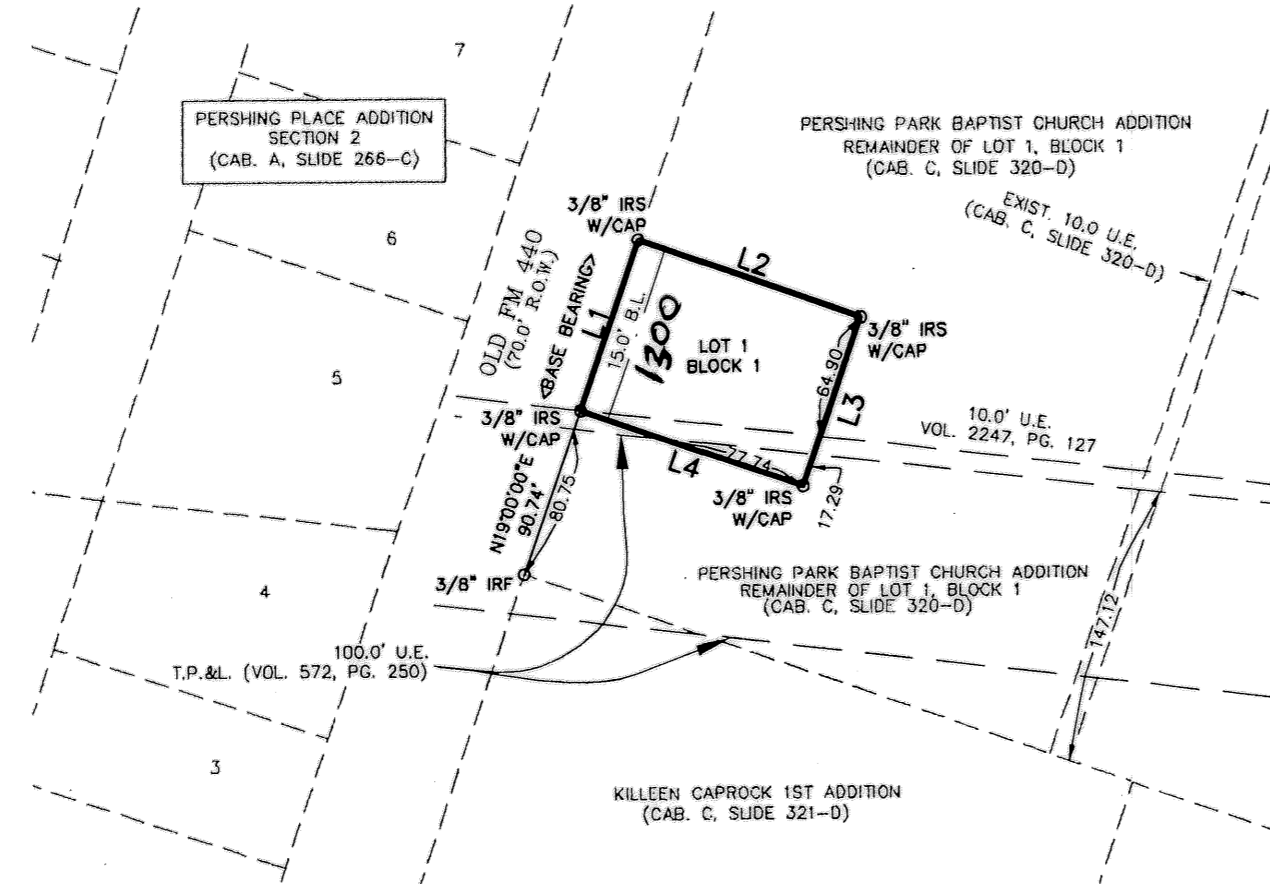 7
PERSHING PLACE ADDITION
SECTION 2
(CAB. A, SLIDE 266-C)
PERSHING PARK BAPTIST CHURCH ADDITION
REMAINDER OF LOT 1, BLOCK 1
(CAB. C, SLIDE 320-D)
EXIST. 10.0 U.E.
(CAB. C, SLIDE 320-D)
3/8" IRS
W/CAP
6
OLD FM 440
(70.0' R.O.W.)
<BASE BEARING>
L1
15.0' B.L.
1300
L2
LOT 1
BLOCK 1
3/8" IRS
W/CAP
64.90
L3
5
3/8" IRS
W/CAP
10.0' U.E.
VOL. 2247, PG. 127
77.74
L4
3/8" IRS
W/CAP
17.29
N19°00'00"E
90.74'
80.75
3/8" IRF
4
PERSHING PARK BAPTIST CHURCH ADDITION
REMAINDER OF LOT 1, BLOCK 1
(CAB. C, SLIDE 320-D)
147.12
100.0' U.E.
T.P.&L. (VOL. 572, PG. 250)
3
KILLEEN CAPROCK 1ST ADDITION
(CAB. C, SLIDE 321-D)